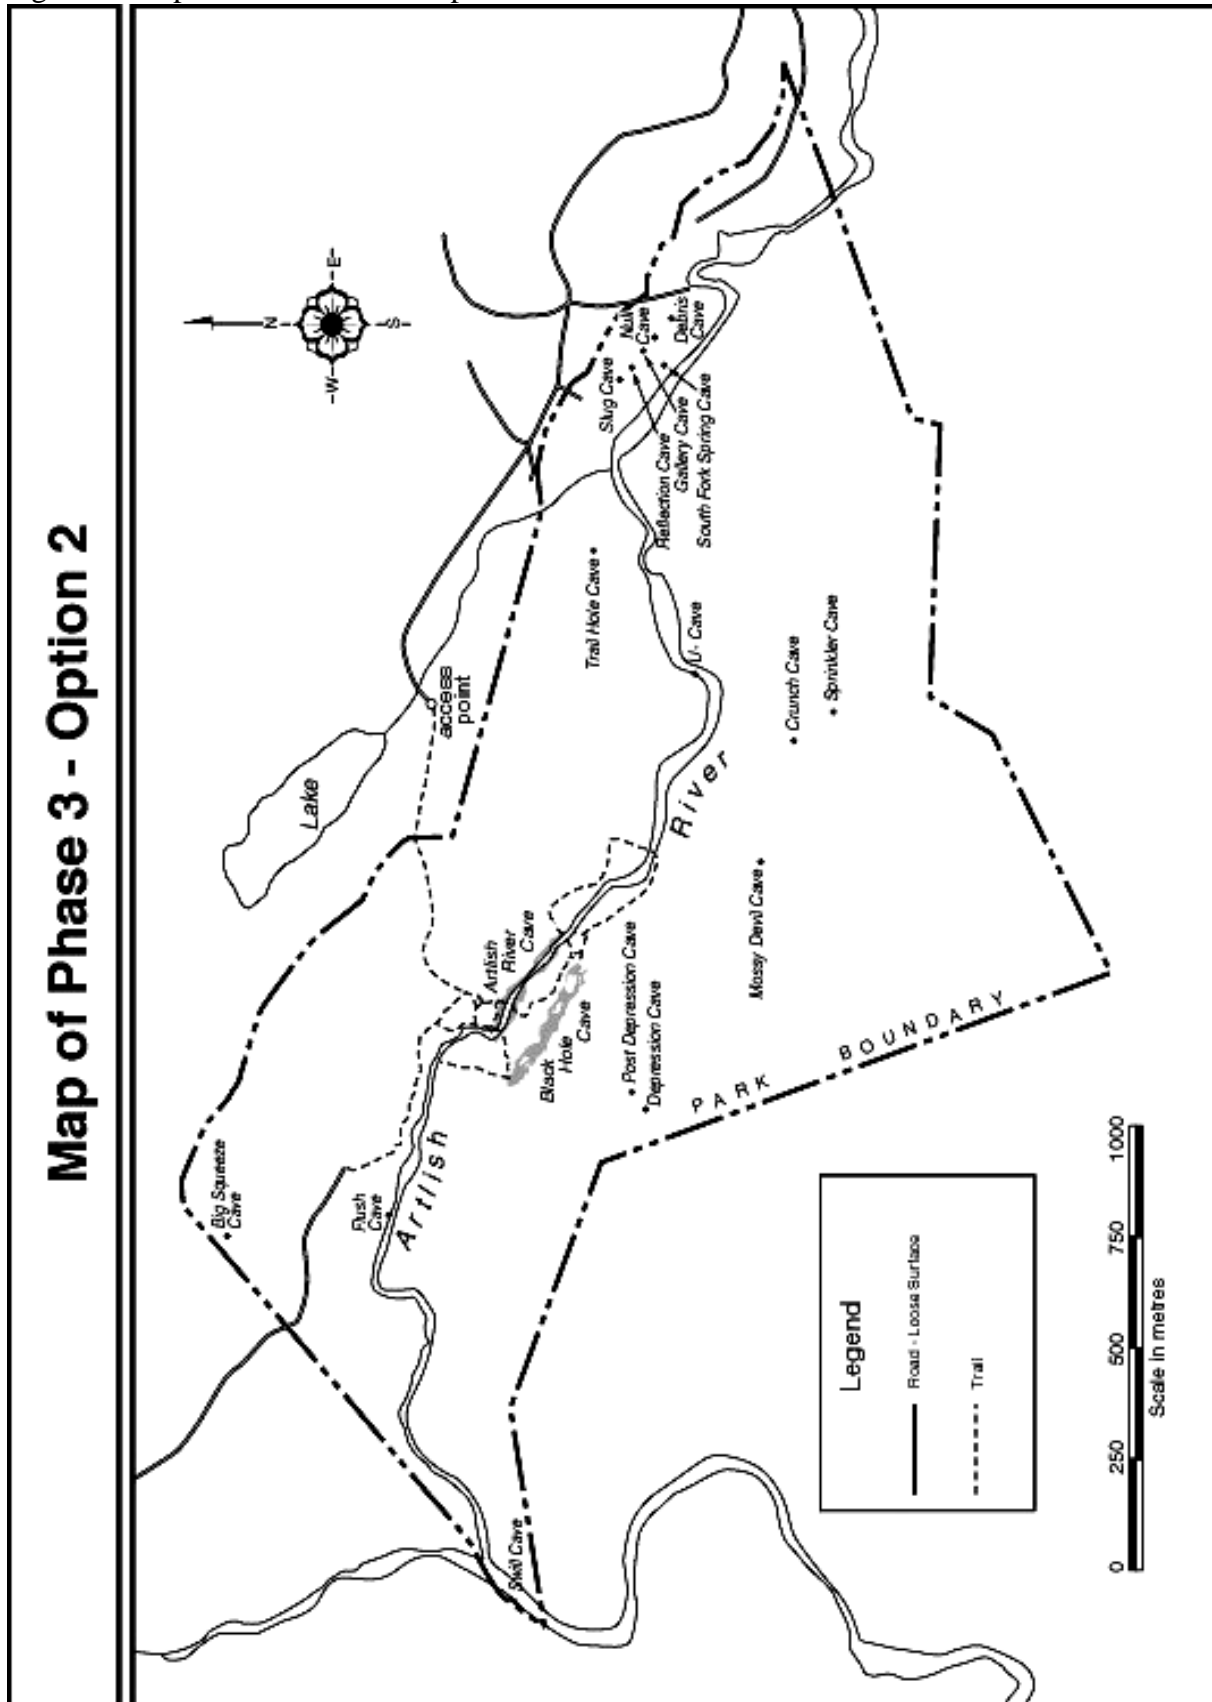 Map of Phase 3 - Option 2
N
W
E
S
Lake
access
point
Big Squeeze
Cave
Flush
Cave
Artlish
River
Artlish
River
Cave
Black
Hole
Cave
Post Depression Cave
Depression Cave
Trail Hole Cave
Slug Cave
Cave
Debris
Cave
Reflection Cave
Gallery Cave
South Fork Spring Cave
U- Cave
Crunch Cave
Sprinkler Cave
Mossy Devil Cave
PARK BOUNDARY
Swill Cave
Legend
Road - Loose Surface
Trail
0 250 500 750 1000
Scale in metres